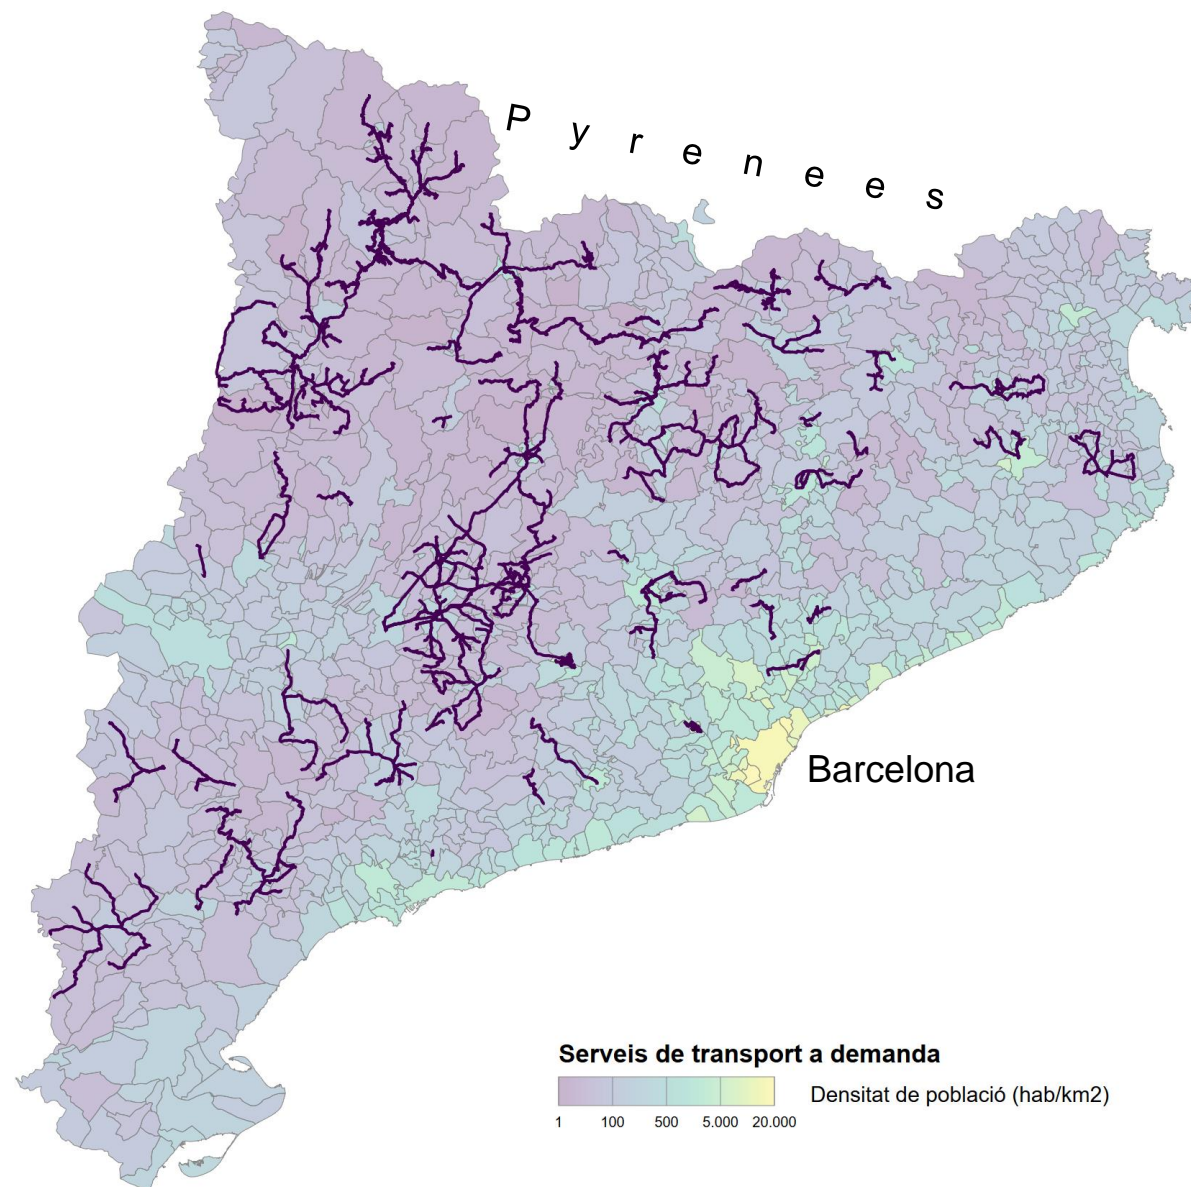 Pyrenees
Barcelona
Serveis de transport a demanda
Densitat de població (hab/km2)
1 100 500 5.000 20.000